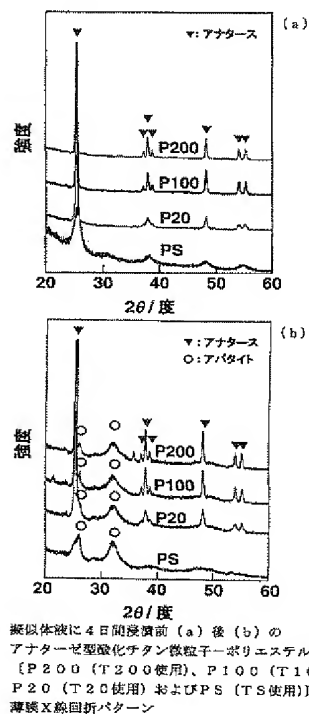 (a)
▼:アナタース
強度
P200
P100
P20
PS
20 30 40 50 60
2θ/度
(b)
▼:アナタース
○:アパタイト
強度
P200
P100
P20
PS
20 30 40 50 60
2θ/度
擬似体液に4日間浸漬前(a)後(b)の
アナターゼ型酸化チタン微粒子-ポリエステル
[P200(T200使用)、P100(T10
P20(T20使用)およびPS(TS使用)]
薄膜X線回折パターン